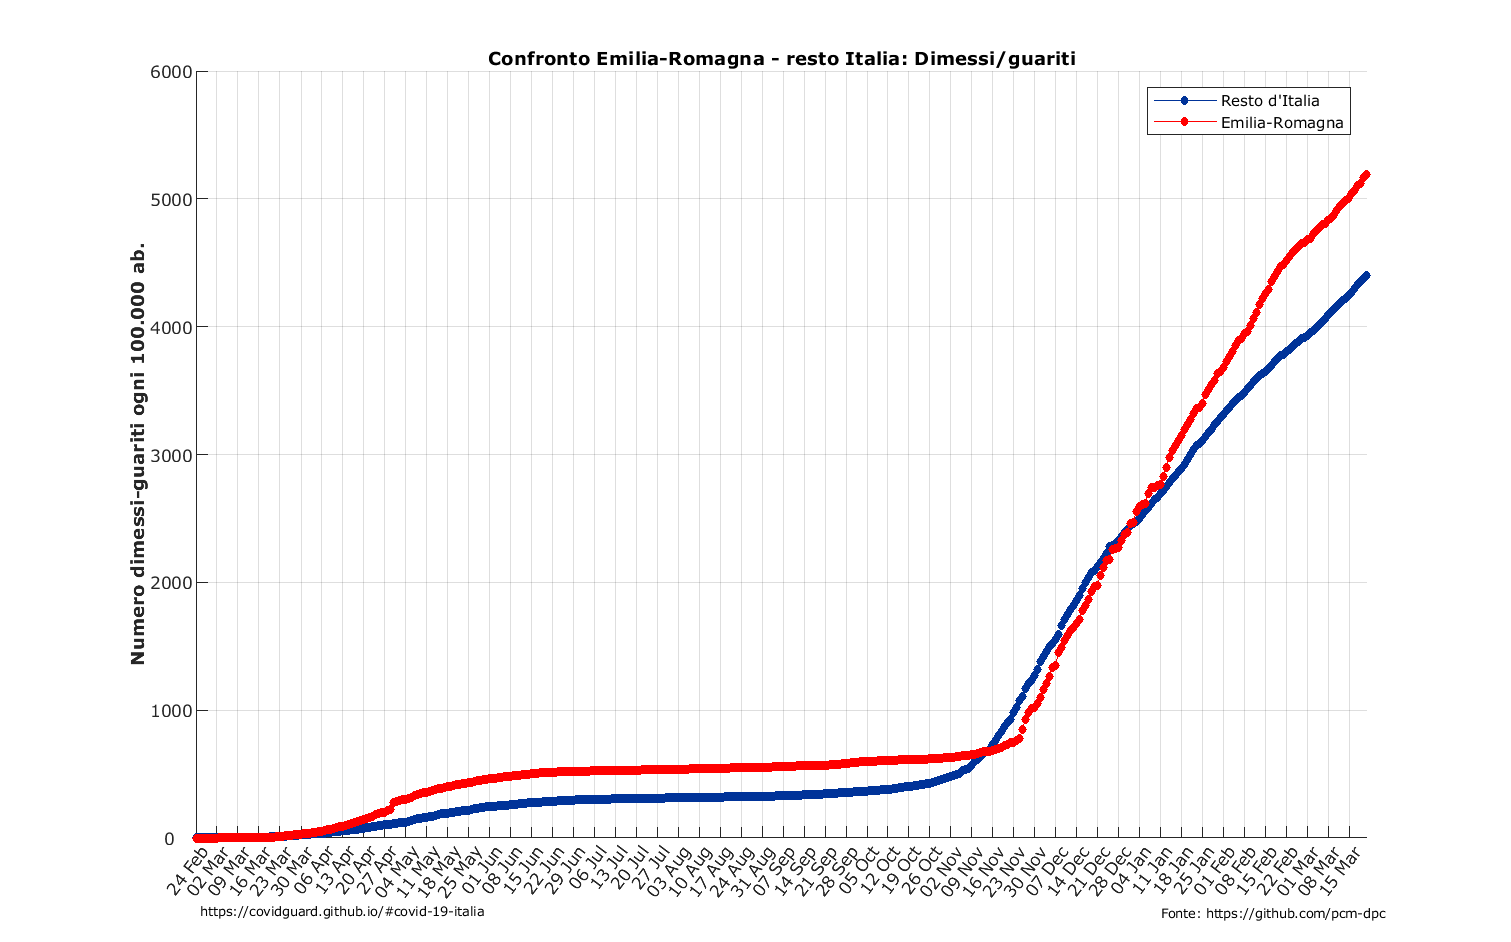 Confronto Emilia-Romagna - resto Italia: Dimessi/guariti
6000
5000
4000
3000
2000
1000
0
Numero dimessi-guariti ogni 100.000 ab.
Resto d'Italia
Emilia-Romagna
24 Feb
02 Mar
09 Mar
16 Mar
23 Mar
30 Mar
06 Apr
13 Apr
20 Apr
27 Apr
04 May
11 May
18 May
25 May
01 Jun
08 Jun
15 Jun
22 Jun
29 Jun
06 Jul
13 Jul
20 Jul
27 Jul
03 Aug
10 Aug
17 Aug
24 Aug
31 Aug
07 Sep
14 Sep
21 Sep
28 Sep
05 Oct
12 Oct
19 Oct
26 Oct
02 Nov
09 Nov
16 Nov
23 Nov
30 Nov
07 Dec
14 Dec
21 Dec
28 Dec
04 Jan
11 Jan
18 Jan
25 Jan
01 Feb
08 Feb
15 Feb
22 Feb
01 Mar
08 Mar
15 Mar
https://covidguard.github.io/#covid-19-italia
Fonte: https://github.com/pcm-dpc